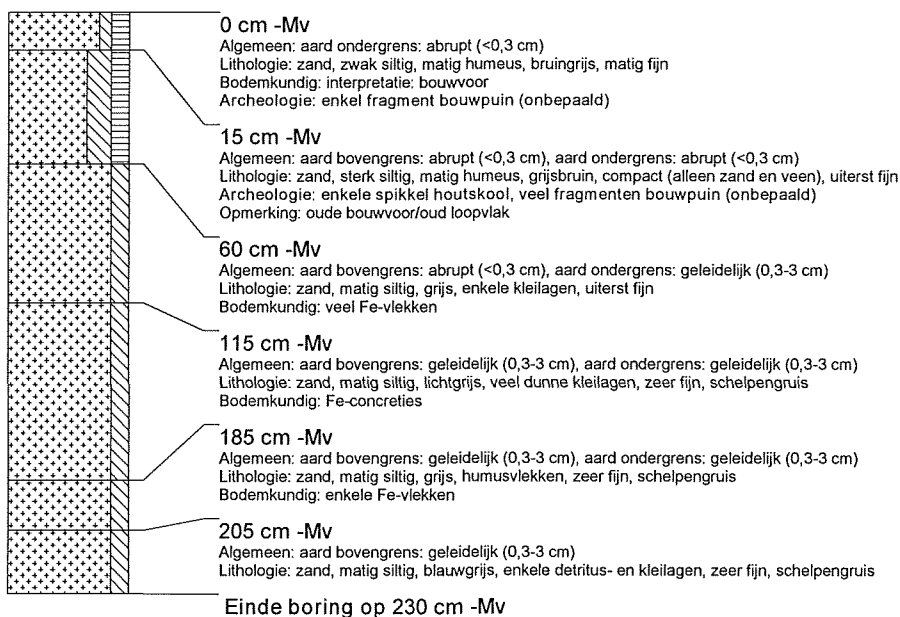 0 cm -Mv
Algemeen: aard ondergrens: abrupt (<0,3 cm)
Lithologie: zand, zwak siltig, matig humeus, bruingrijs, matig fijn
Bodemkundig: interpretatie: bouwvoor
Archeologie: enkel fragment bouwpuin (onbepaald)
15 cm -Mv
Algemeen: aard bovengrens: abrupt (<0,3 cm), aard ondergrens: abrupt (<0,3 cm)
Lithologie: zand, sterk siltig, matig humeus, grijsbruin, compact (alleen zand en veen), uiterst fijn
Archeologie: enkele spikkel houtskool, veel fragmenten bouwpuin (onbepaald)
Opmerking: oude bouwvoor/oud loopvlak
60 cm -Mv
Algemeen: aard bovengrens: abrupt (<0,3 cm), aard ondergrens: geleidelijk (0,3-3 cm)
Lithologie: zand, matig siltig, grijs, enkele kleilagen, uiterst fijn
Bodemkundig: veel Fe-vlekken
115 cm -Mv
Algemeen: aard bovengrens: geleidelijk (0,3-3 cm), aard ondergrens: geleidelijk (0,3-3 cm)
Lithologie: zand, matig siltig, lichtgrijs, veel dunne kleilagen, zeer fijn, schelpengruis
Bodemkundig: Fe-concreties
185 cm -Mv
Algemeen: aard bovengrens: geleidelijk (0,3-3 cm), aard ondergrens: geleidelijk (0,3-3 cm)
Lithologie: zand, matig siltig, grijs, humusvlekken, zeer fijn, schelpengruis
Bodemkundig: enkele Fe-vlekken
205 cm -Mv
Algemeen: aard bovengrens: geleidelijk (0,3-3 cm)
Lithologie: zand, matig siltig, blauwgrijs, enkele detritus- en kleilagen, zeer fijn, schelpengruis
Einde boring op 230 cm -Mv